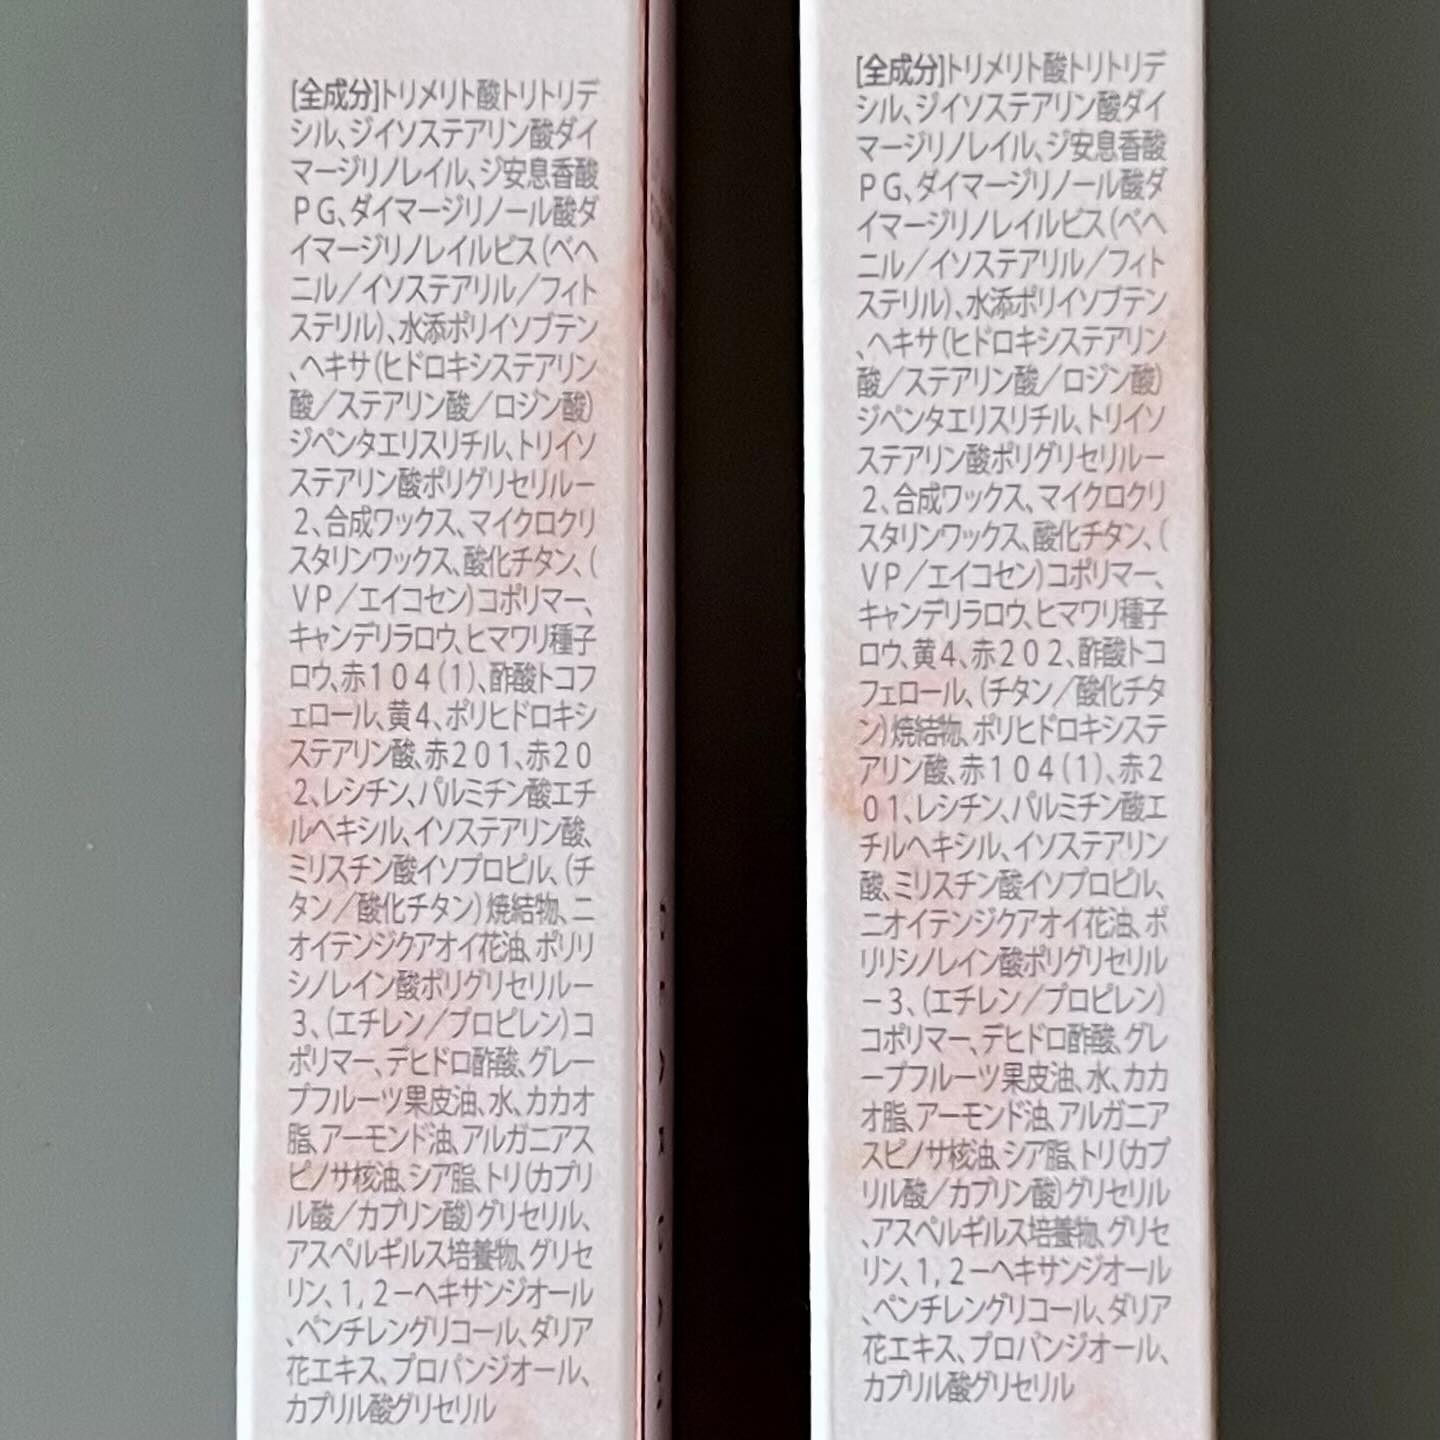 [全成分]トリメリト酸トリトリデ
シル、ジイソステアリン酸ダイ
マージリノレイル、ジ安息香酸
PG、ダイマージリノール酸ダ
イマージリノレイルビス(ベヘ
ニル/イソステアリル/フィト
ステリル)、水添ポリイソブテン
、ヘキサ(ヒドロキシステアリン
酸/ステアリン酸/ロジン酸)
ジペンタエリスリチル、トリイソ
ステアリン酸ポリグリセリルー
2、合成ワックス、マイクロクリ
スタリンワックス、酸化チタン、(
VP/エイコセン)コポリマー、
キャンデリラロウ、ヒマワリ種子
ロウ、赤104(1)、酢酸トコフ
ェロール、黄4、ポリヒドロキシ
ステアリン酸、赤201、赤20
2、レシチン、パルミチン酸エチ
ルヘキシル、イソステアリン酸、
ミリスチン酸イソプロピル、(チ
タン/酸化チタン)焼結物、ニ
オイテンジクアオイ花油、ポリリ
シノレイン酸ポリグリセリルー
3、(エチレン/プロピレン)コ
ポリマー、デヒドロ酢酸、グレー
プフルーツ果皮油、水、カカオ
脂、アーモンド油、アルガニアス
ピノサ核油、シア脂、トリ(カプリ
ル酸/カプリン酸)グリセリル、
アスペルギルス培養物、グリセ
リン、1,2ーヘキサンジオール
、ペンチレングリコール、ダリア
花エキス、プロパンジオール、
カプリル酸グリセリル
[全成分]トリメリト酸トリトリデ
シル、ジイソステアリン酸ダイ
マージリノレイル、ジ安息香酸
PG、ダイマージリノール酸ダ
イマージリノレイルビス(ベヘ
ニル/イソステアリル/フィト
ステリル)、水添ポリイソブテン
、ヘキサ(ヒドロキシステアリン
酸/ステアリン酸/ロジン酸)
ジペンタエリスリチル、トリイソ
ステアリン酸ポリグリセリルー
2、合成ワックス、マイクロクリ
スタリンワックス、酸化チタン、(
VP/エイコセン)コポリマー、
キャンデリラロウ、ヒマワリ種子
ロウ、黄4、赤202、酢酸トコ
フェロール、(チタン/酸化チタ
ン)焼結物、ポリヒドロキシステ
アリン酸、赤104(1)、赤2
01、レシチン、パルミチン酸エ
チルヘキシル、イソステアリン
酸、ミリスチン酸イソプロピル、
ニオイテンジクアオイ花油、ポ
リリシノレイン酸ポリグリセリル
ー3、(エチレン/プロピレン)
コポリマー、デヒドロ酢酸、グレ
ープフルーツ果皮油、水、カカ
オ脂、アーモンド油、アルガニア
スピノサ核油、シア脂、トリ(カプ
リル酸/カプリン酸)グリセリル
、アスペルギルス培養物、グリセ
リン、1,2ーヘキサンジオール
、ペンチレングリコール、ダリア
花エキス、プロパンジオール、
カプリル酸グリセリル